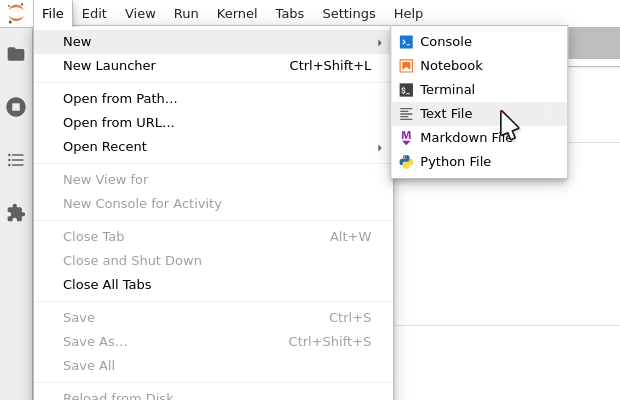 File Edit View Run Kernel Tabs Settings Help
New
New Launcher Ctrl+Shift+L
Open from Path…
Open from URL…
Open Recent
New View for
New Console for Activity
Close Tab Alt+W
Close and Shut Down
Close All Tabs
Save Ctrl+S
Save As… Ctrl+Shift+S
Save All
Reload from Disk
Console
Notebook
Terminal
Text File
Markdown File
Python File